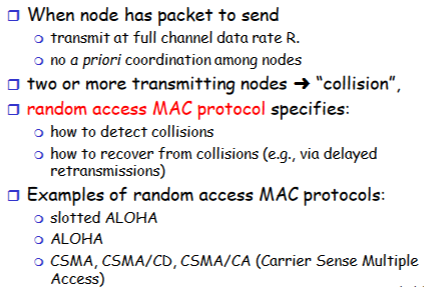 When node has packet to send
transmit at full channel data rate R.
no a priori coordination among nodes
two or more transmitting nodes ➜ “collision”,
random access MAC protocol specifies:
how to detect collisions
how to recover from collisions (e.g., via delayed
retransmissions)
Examples of random access MAC protocols:
slotted ALOHA
ALOHA
CSMA, CSMA/CD, CSMA/CA (Carrier Sense Multiple
Access)